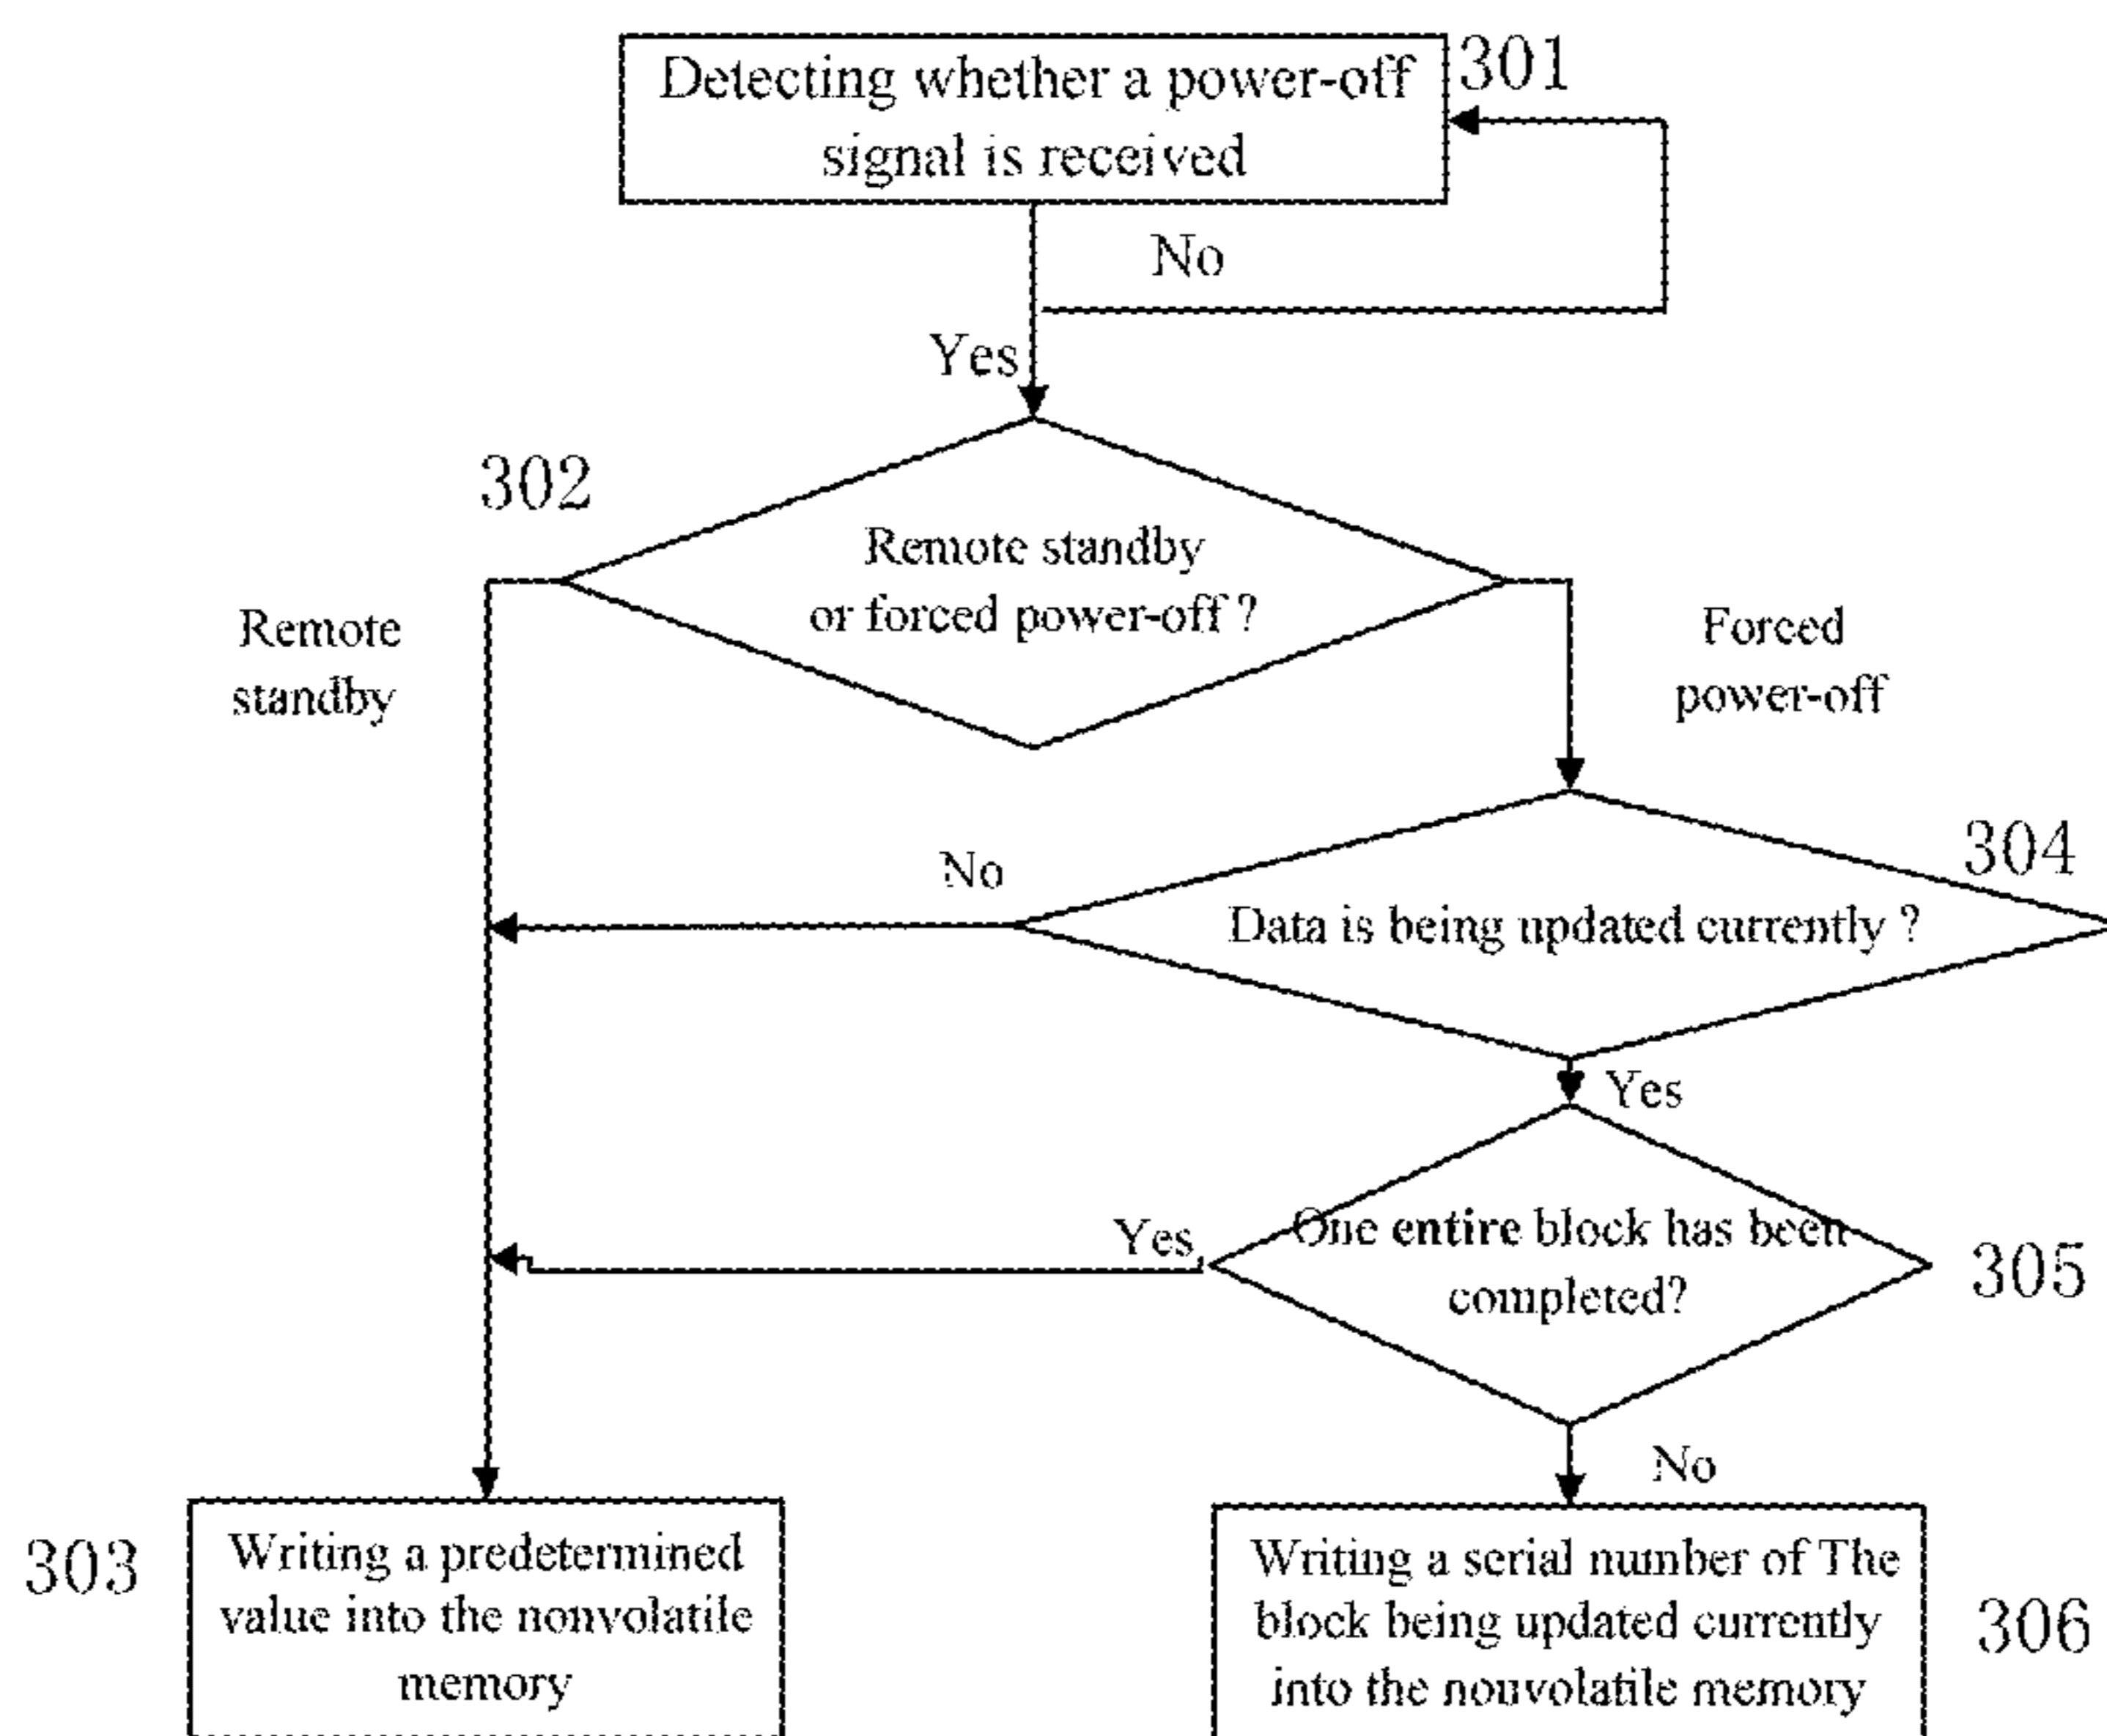 Detecting whether a power-off
signal is received
301
No
Yes
302
Remote standby
or forced power-off ?
Remote
standby
Forced
power-off
304
No
Data is being updated currently ?
Yes
Yes
One entire block has been
completed?
305
No
303
Writing a predetermined
value into the nonvolatile
memory
Writing a serial number of The
block being updated currently
into the nonvolatile memory
306